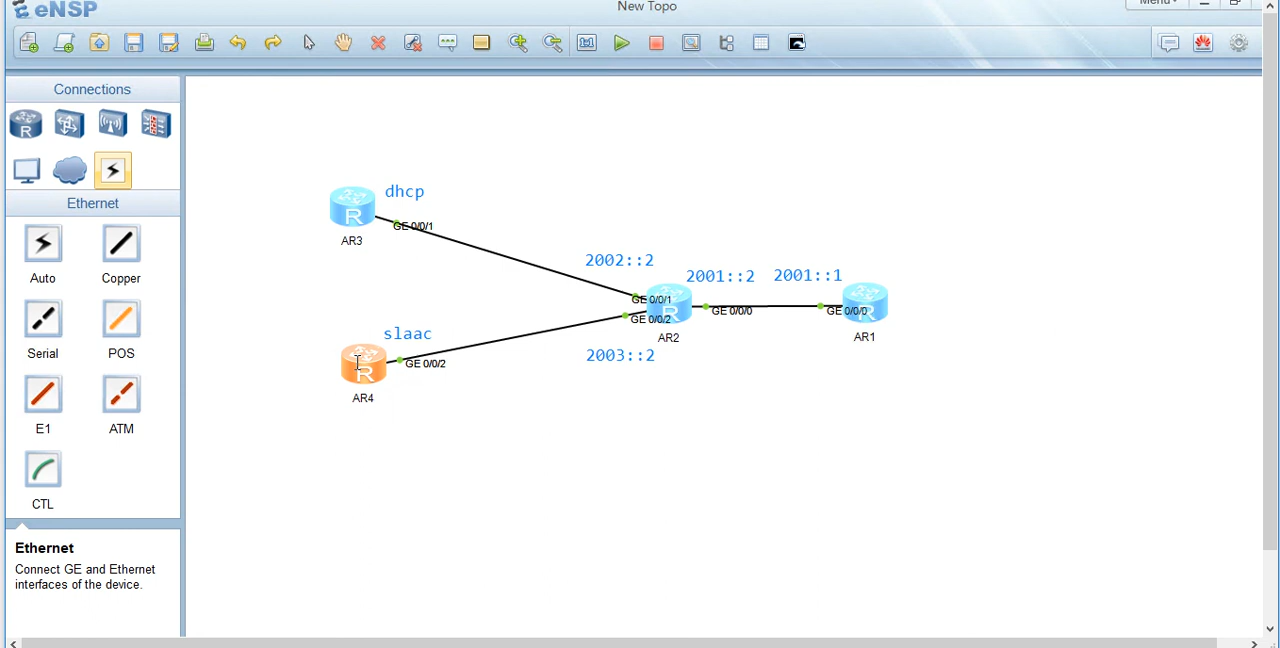 eNSP
New Topo
Menu
Connections
Ethernet
Auto
Copper
Serial
POS
E1
ATM
CTL
Ethernet
Connect GE and Ethernet
interfaces of the device.
dhcp
R
GE 0/0/1
AR3
2002::2
2001::2
2001::1
GE 0/0/1
R
GE 0/0/0
GE 0/0/0
R
GE 0/0/2
AR2
AR1
slaac
2003::2
R
GE 0/0/2
AR4